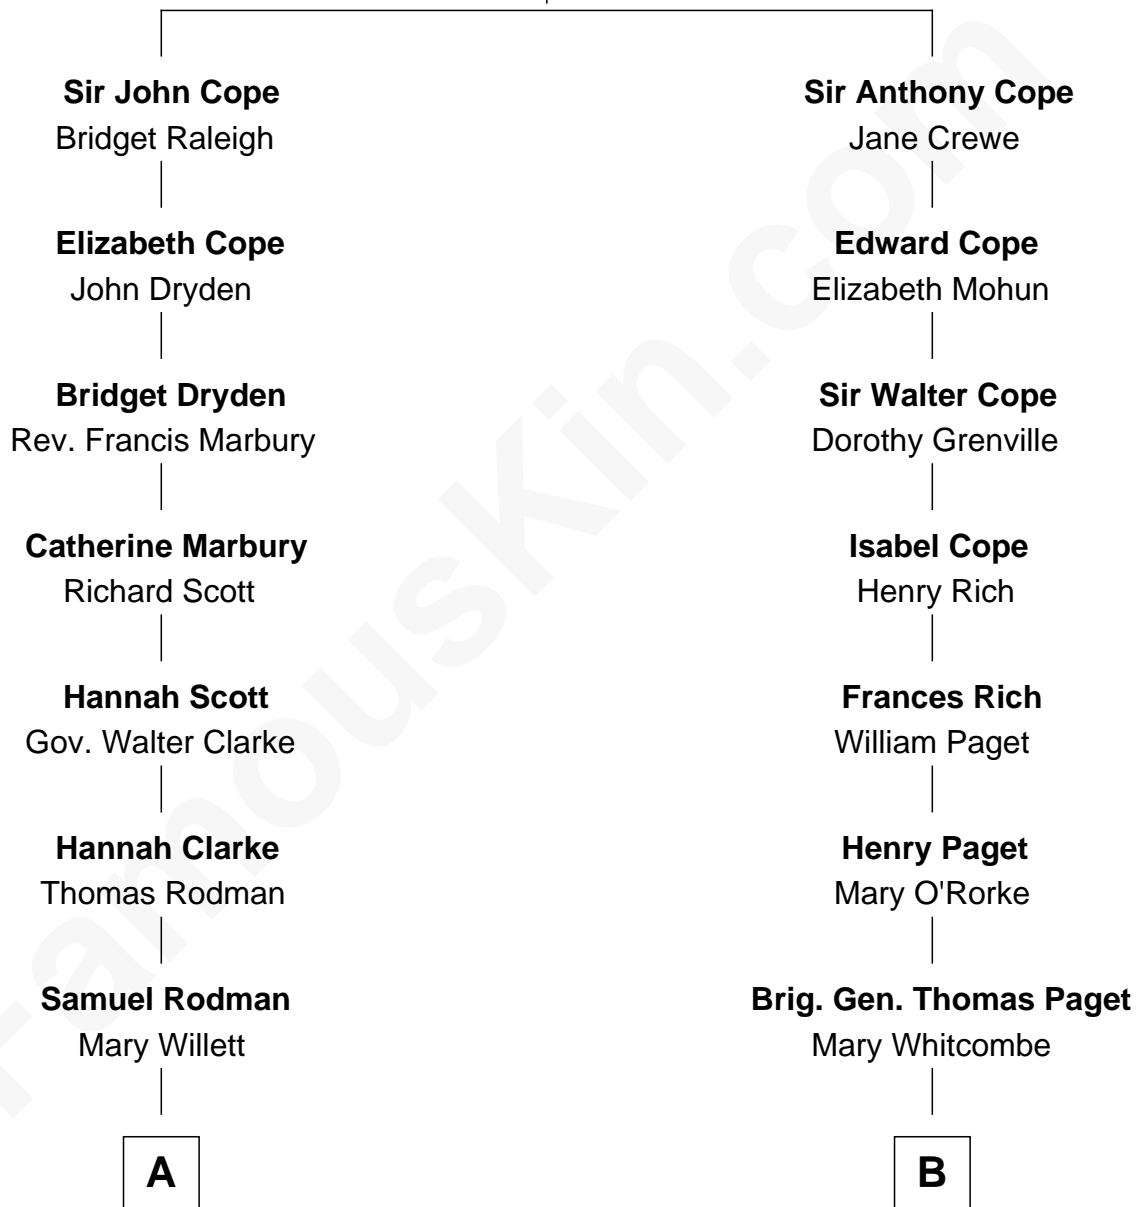 Sir John Cope
Bridget Raleigh
Elizabeth Cope
John Dryden
Bridget Dryden
Rev. Francis Marbury
Catherine Marbury
Richard Scott
Hannah Scott
Gov. Walter Clarke
Hannah Clarke
Thomas Rodman
Samuel Rodman
Mary Willett
A
Sir Anthony Cope
Jane Crewe
Edward Cope
Elizabeth Mohun
Sir Walter Cope
Dorothy Grenville
Isabel Cope
Henry Rich
Frances Rich
William Paget
Henry Paget
Mary O'Rorke
Brig. Gen. Thomas Paget
Mary Whitcombe
B
FamousKin.com